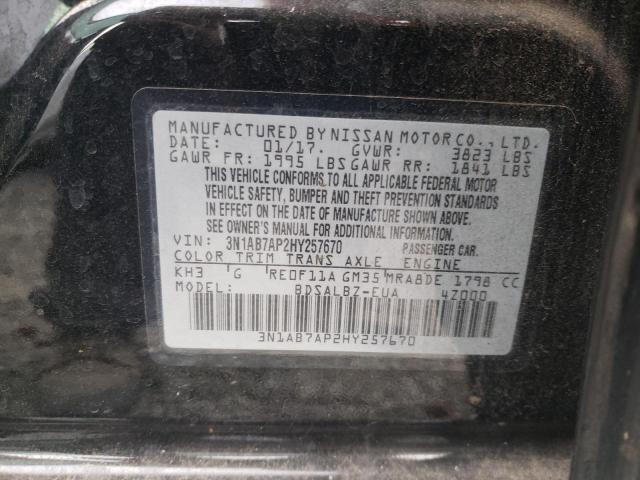 MANUFACTURED BY NISSAN MOTOR CO., LTD.
DATE: 01/17. GVWR: 3823 LBS
GAWR FR: 1995 LBS GAWR RR: 1841 LBS
THIS VEHICLE CONFORMS TO ALL APPLICABLE FEDERAL MOTOR
VEHICLE SAFETY, BUMPER AND THEFT PREVENTION STANDARDS
IN EFFECT ON THE DATE OF MANUFACTURE SHOWN ABOVE.
SEE OWNER'S MANUAL FOR ADDITIONAL INFORMATION
VIN: 3N1AB7AP2HY257670 PASSENGER CAR.
COLOR TRIM TRANS AXLE ENGINE
KH3 G RE0F11A GM35 MRA8DE 1798 CC
MODEL: BDSALBZ-EUA 4Z000
3N1AB7AP2HY257670